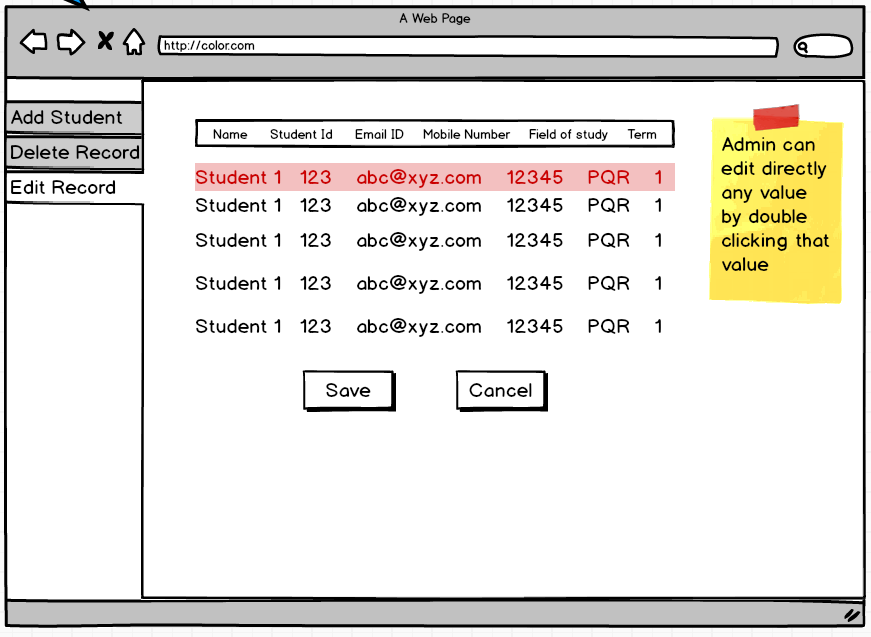 A Web Page
http://color.com
Add Student
Delete Record
Edit Record
Name Student Id Email ID Mobile Number Field of study Term
Student 1 123 abc@xyz.com 12345 PQR 1
Student 1 123 abc@xyz.com 12345 PQR 1
Student 1 123 abc@xyz.com 12345 PQR 1
Student 1 123 abc@xyz.com 12345 PQR 1
Student 1 123 abc@xyz.com 12345 PQR 1
Save Cancel
Admin can
edit directly
any value
by double
clicking that
value